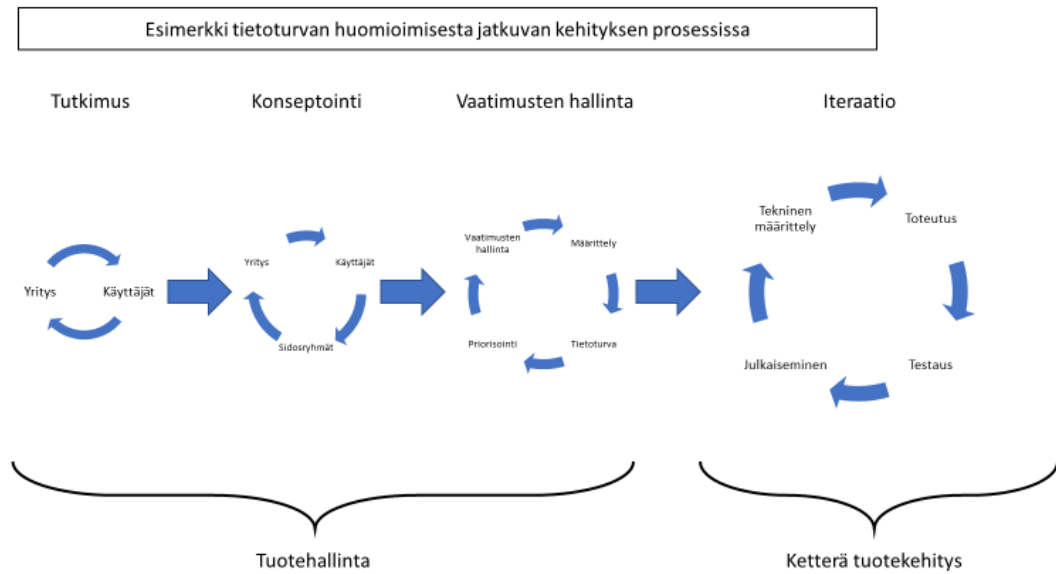 Esimerkki tietoturvan huomioimisesta jatkuvan kehityksen prosessissa
Tutkimus
Konseptointi
Vaatimusten hallinta
Iteraatio
Yritys
Käyttäjät
Yritys
Käyttäjät
Sidosryhmät
Vaatimusten
hallinta
Määrittely
Tietoturva
Priorisointi
Tekninen
määrittely
Toteutus
Testaus
Julkaiseminen
Tuotehallinta
Ketterä tuotekehitys